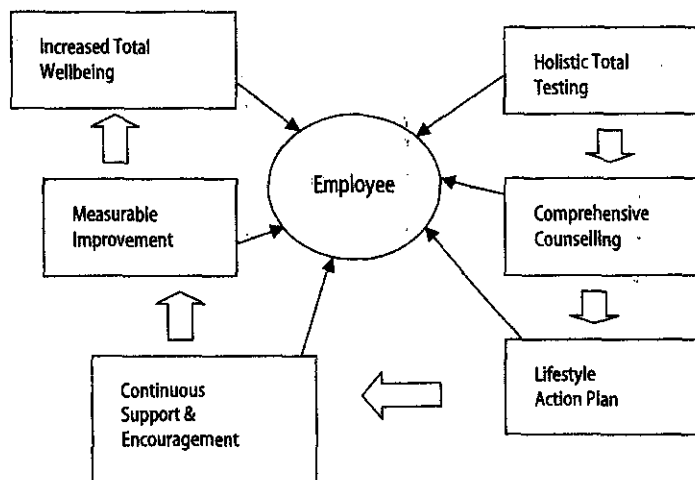 Increased Total
Wellbeing
Holistic Total
Testing
Employee
Measurable
Improvement
Comprehensive
Counselling
Continuous
Support &
Encouragement
Lifestyle
Action Plan